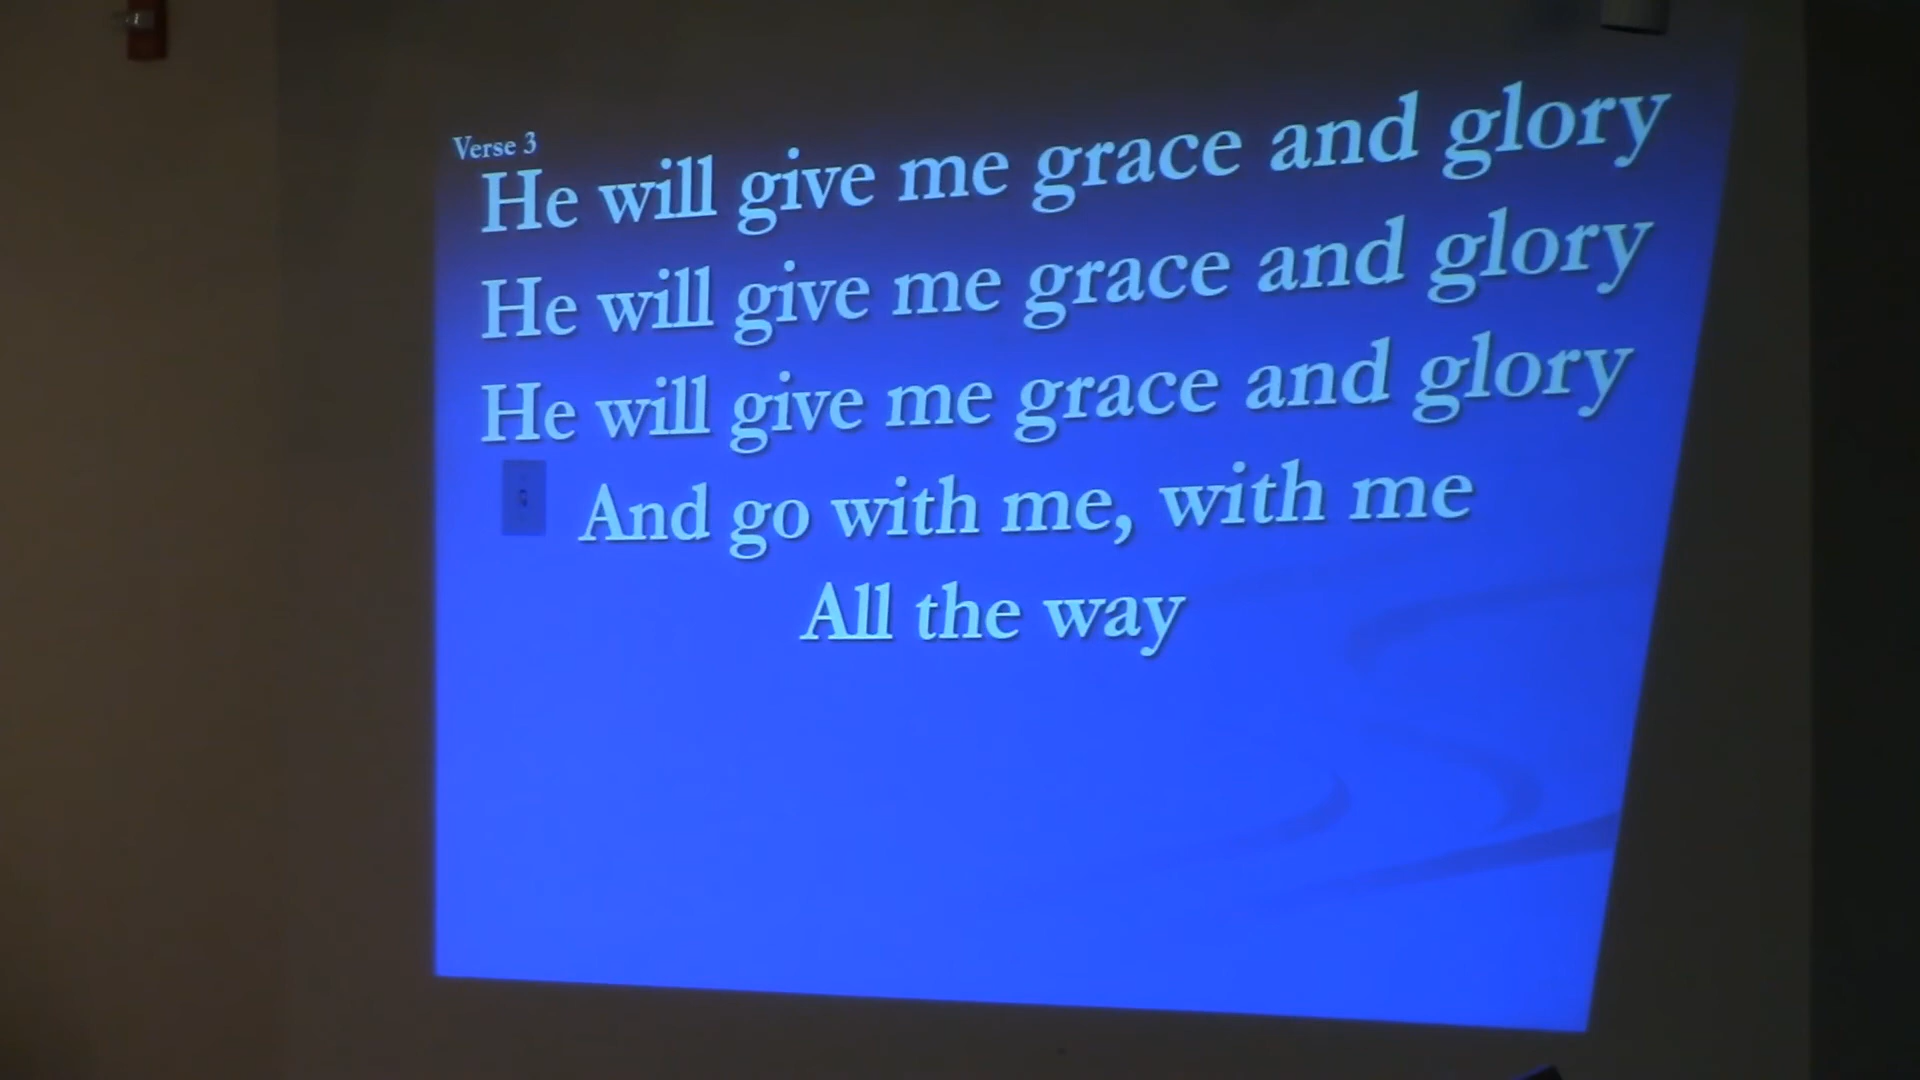 Verse 3
He will give me grace and glory
He will give me grace and glory
He will give me grace and glory
And go with me, with me
All the way